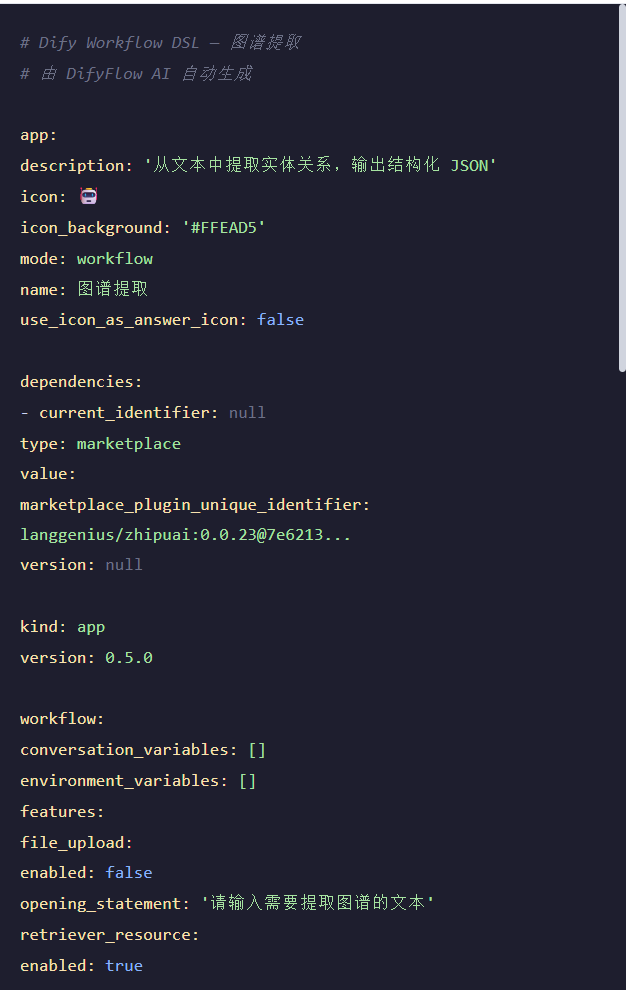 # Dify Workflow DSL — 图谱提取
# 由 DifyFlow AI 自动生成
app:
description: '从文本中提取实体关系，输出结构化 JSON'
icon: 🤖
icon_background: '#FFEAD5'
mode: workflow
name: 图谱提取
use_icon_as_answer_icon: false
dependencies:
- current_identifier: null
type: marketplace
value:
marketplace_plugin_unique_identifier:
langgenius/zhipuai:0.0.23@7e6213...
version: null
kind: app
version: 0.5.0
workflow:
conversation_variables: []
environment_variables: []
features:
file_upload:
enabled: false
opening_statement: '请输入需要提取图谱的文本'
retriever_resource:
enabled: true